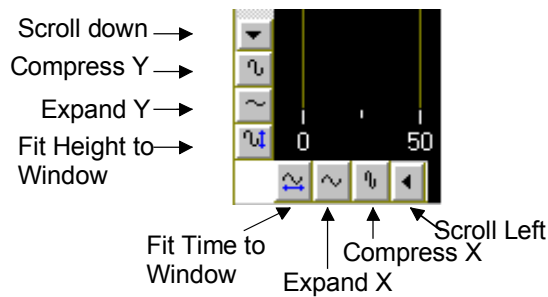 Scroll down
Compress Y
Expand Y
Fit Height to
Window
0 50
Scroll Left
Fit Time to
Window
Compress X
Expand X